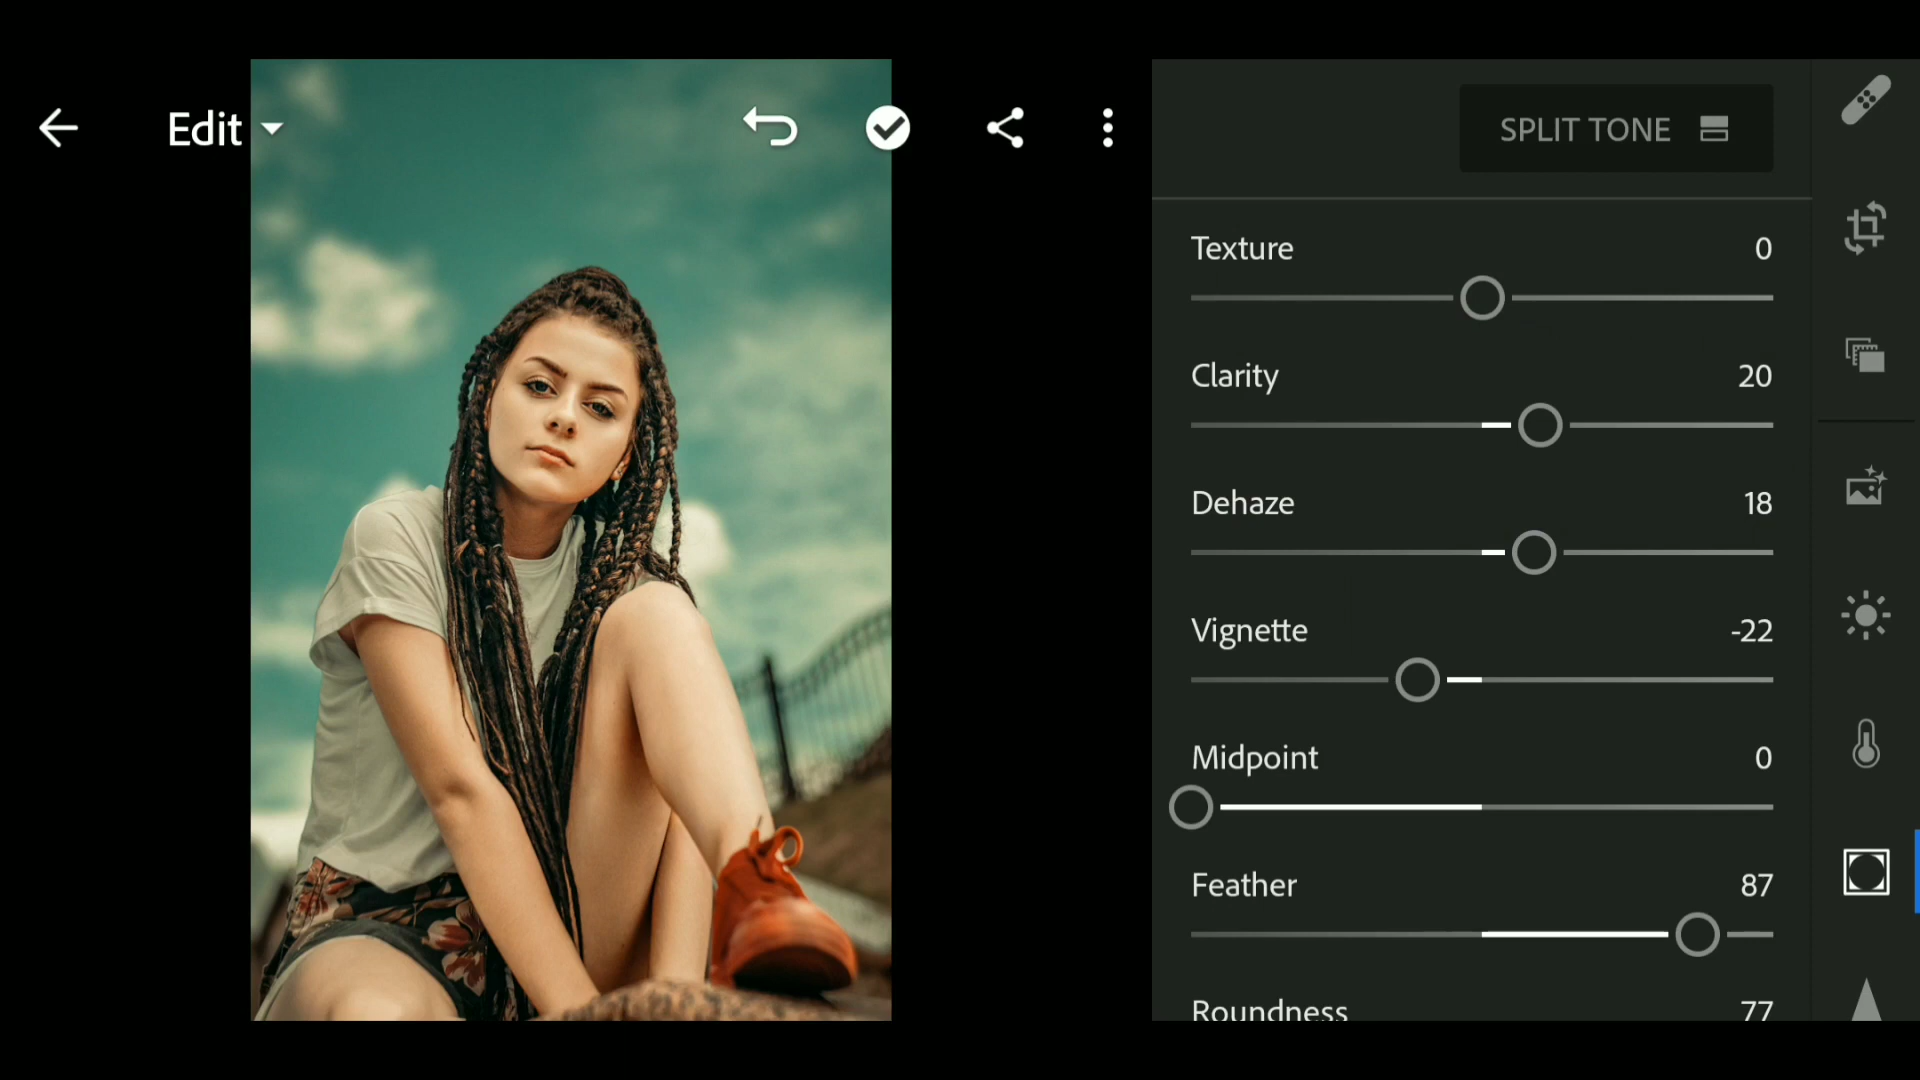 Edit
SPLIT TONE
Texture 0
Clarity 20
Dehaze 18
Vignette -22
Midpoint 0
Feather 87
Roundness 77